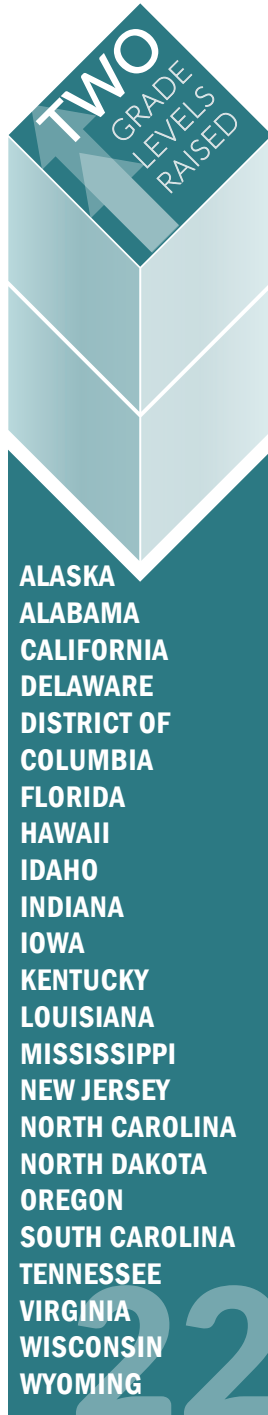 TWO
GRADE
LEVELS
RAISED
ALASKA
ALABAMA
CALIFORNIA
DELAWARE
DISTRICT OF
COLUMBIA
FLORIDA
HAWAII
IDAHO
INDIANA
IOWA
KENTUCKY
LOUISIANA
MISSISSIPPI
NEW JERSEY
NORTH CAROLINA
NORTH DAKOTA
OREGON
SOUTH CAROLINA
TENNESSEE
VIRGINIA
WISCONSIN
WYOMING
22